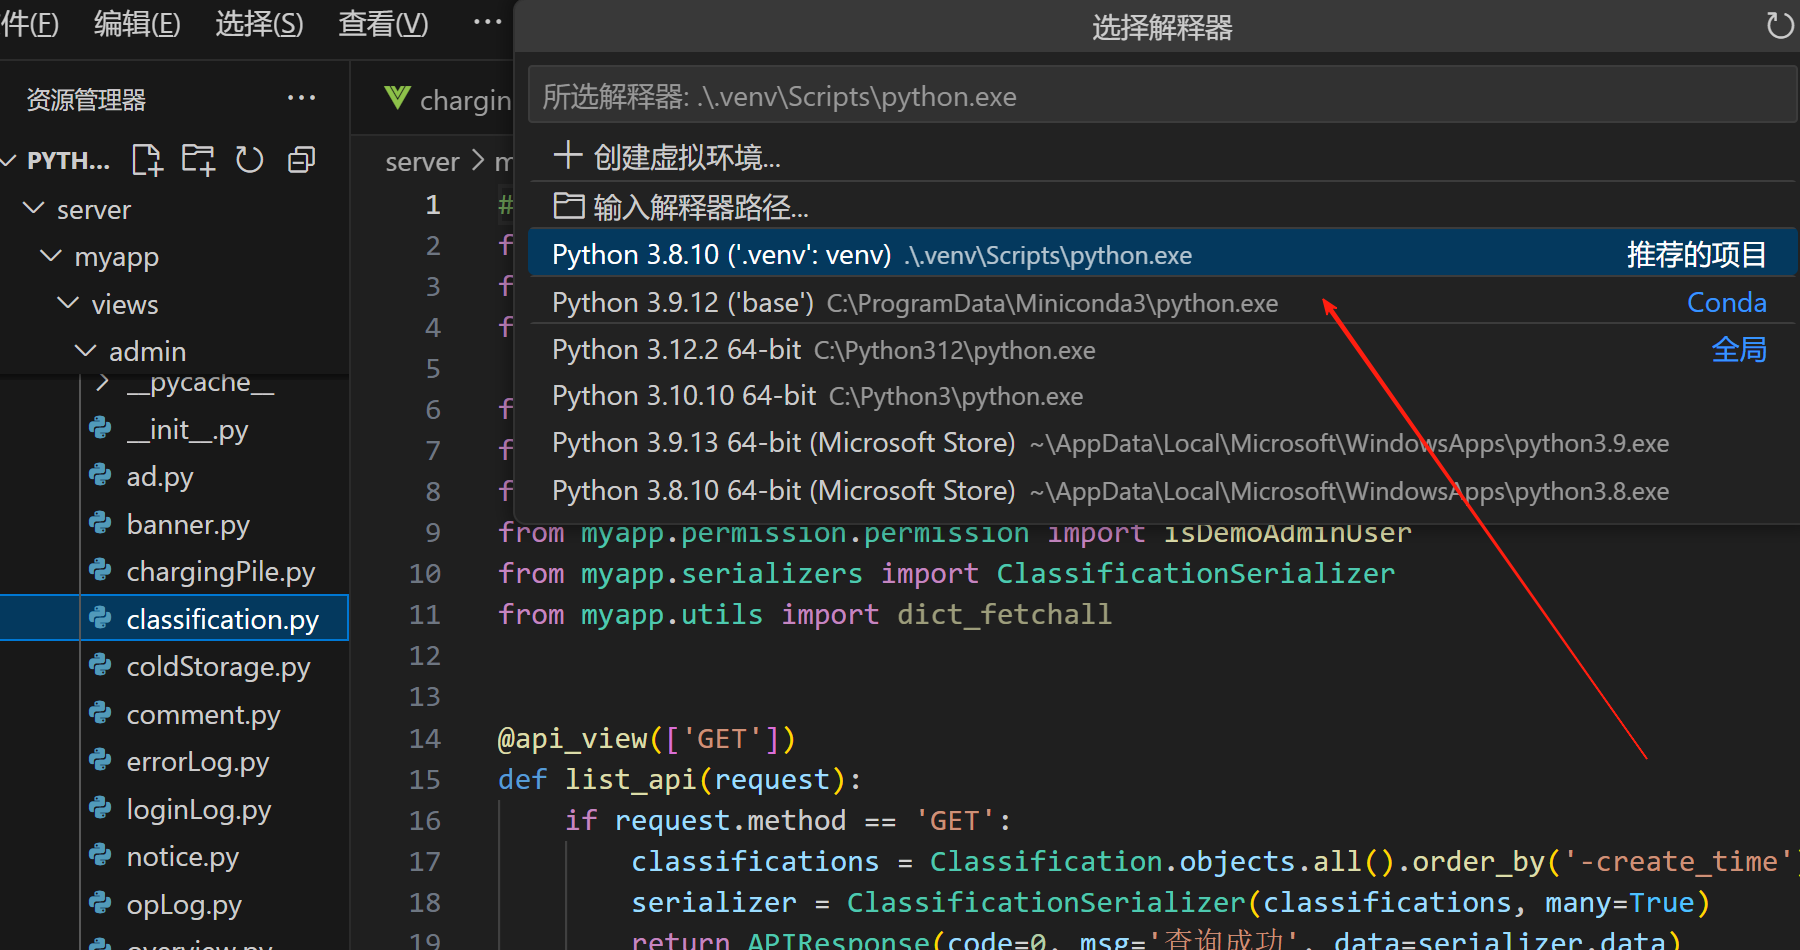 件(F) 编辑(E) 选择(S) 查看(V) ···
资源管理器 ···
PYTH...
server
myapp
views
admin
__pycache__
__init__.py
ad.py
banner.py
chargingPile.py
classification.py
coldStorage.py
comment.py
errorLog.py
loginLog.py
notice.py
opLog.py
overview.py
chargin
server > m
选择解释器
所选解释器: .\.venv\Scripts\python.exe
创建虚拟环境...
输入解释器路径...
Python 3.8.10 ('.venv': venv) .\.venv\Scripts\python.exe 推荐的项目
Python 3.9.12 ('base') C:\ProgramData\Miniconda3\python.exe Conda
Python 3.12.2 64-bit C:\Python312\python.exe 全局
Python 3.10.10 64-bit C:\Python3\python.exe
Python 3.9.13 64-bit (Microsoft Store) ~\AppData\Local\Microsoft\WindowsApps\python3.9.exe
Python 3.8.10 64-bit (Microsoft Store) ~\AppData\Local\Microsoft\WindowsApps\python3.8.exe
1 #
2 f
3 f
4 f
5
6 f
7 f
8 f
9 from myapp.permission.permission import isDemoAdminUser
10 from myapp.serializers import ClassificationSerializer
11 from myapp.utils import dict_fetchall
12
13
14 @api_view(['GET'])
15 def list_api(request):
16 if request.method == 'GET':
17 classifications = Classification.objects.all().order_by('-create_time'
18 serializer = ClassificationSerializer(classifications, many=True)
19 return APIResponse(code=0, msg='查询成功', data=serializer.data)